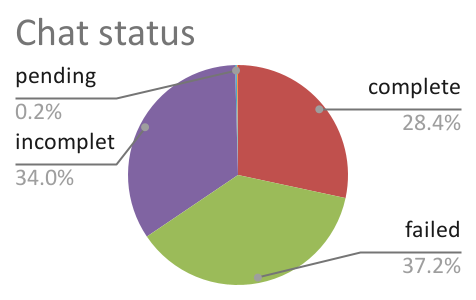 Chat status
pending
0.2%
complete
28.4%
incomplet
34.0%
failed
37.2%